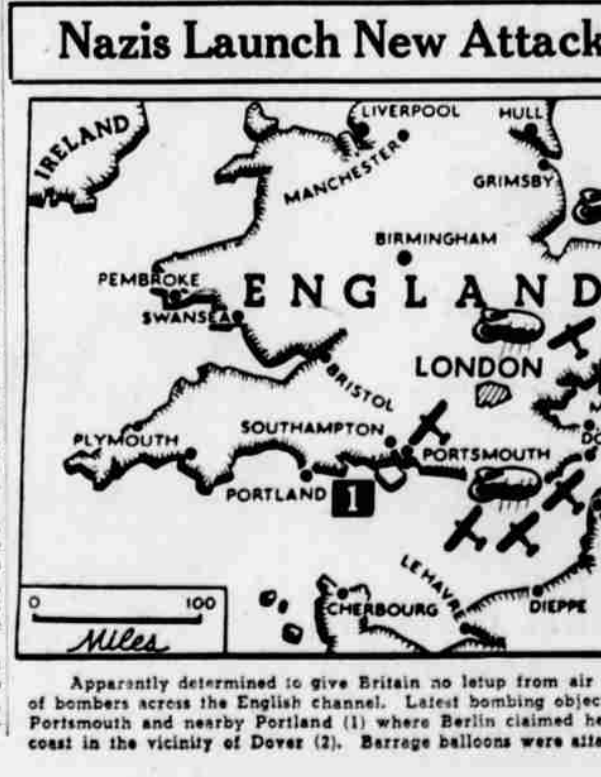 Nazis Launch New Attack
IRELAND
LIVERPOOL
HULL
MANCHESTER
GRIMSBY
BIRMINGHAM
PEMBROKE
ENGLAND
SWANSEA
LONDON
BRISTOL
SOUTHAMPTON
PLYMOUTH
PORTSMOUTH
PORTLAND 1
LE HAVRE
0 100
CHERBOURG
DIEPPE
Miles
Apparently determined to give Britain no letup from air
of bombers across the English channel. Latest bombing objec
Portsmouth and nearby Portland (1) where Berlin claimed he
coast in the vicinity of Dover (2). Barrage balloons were atta